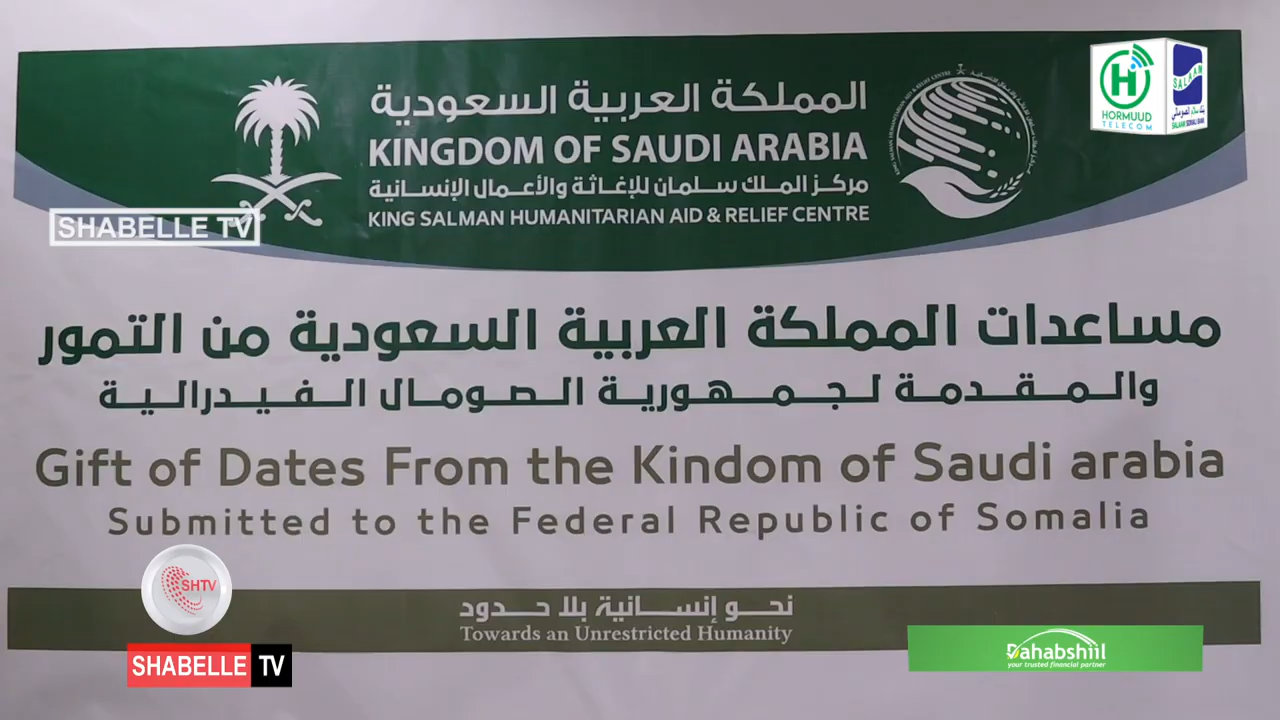 المملكة العربية السعودية
KINGDOM OF SAUDI ARABIA
مركز الملك سلمان للإغاثة والأعمال الإنسانية
KING SALMAN HUMANITARIAN AID & RELIEF CENTRE
HORMUUD
TELECOM
SALAAM
SALAAM SOMALI BANK
SHABELLE TV
مساعدات المملكة العربية السعودية من التمور
والمقدمة لجمهورية الصومال الفيدرالية
Gift of Dates From the Kindom of Saudi arabia
Submitted to the Federal Republic of Somalia
SHTV
نحو إنسانية بلا حدود
Towards an Unrestricted Humanity
SHABELLE TV
Dahabshiil
your trusted financial partner